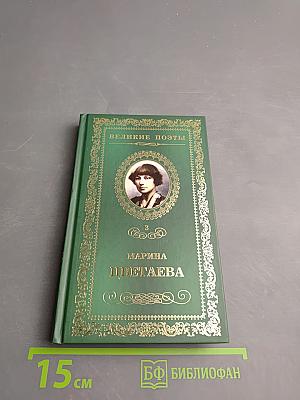 ВЕЛИКИЕ ПОЭТЫ
3
МАРИНА
ЦВЕТАЕВА
15 см
БФ БИБЛИОФАН